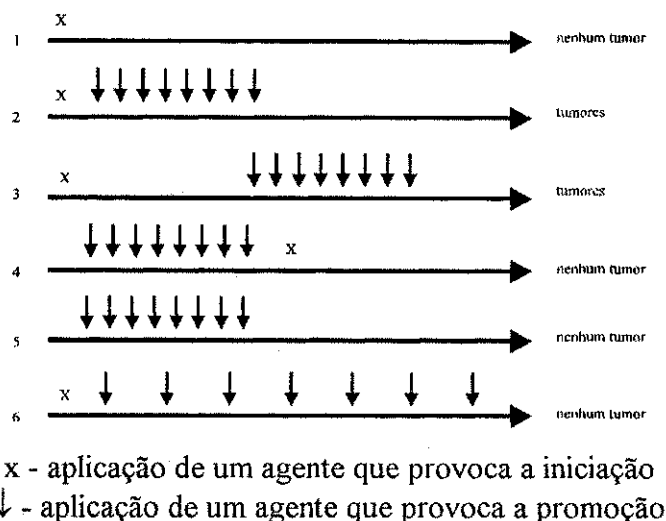 x
1 nenhum tumor
x
2 tumores
x
3 tumores
x
4 nenhum tumor
5 nenhum tumor
x
6 nenhum tumor
x - aplicação de um agente que provoca a iniciação
↓ - aplicação de um agente que provoca a promoção